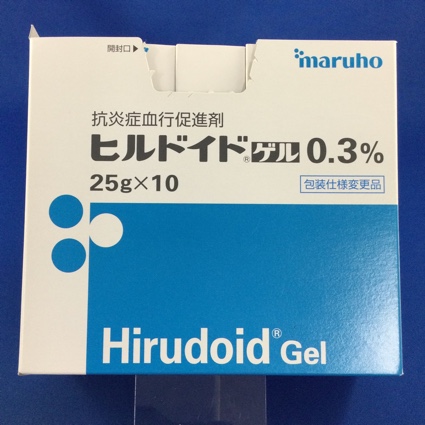 開封口▶
maruho
抗炎症血行促進剤
ヒルドイド®ゲル0.3%
25g×10
包装仕様変更品
Hirudoid® Gel